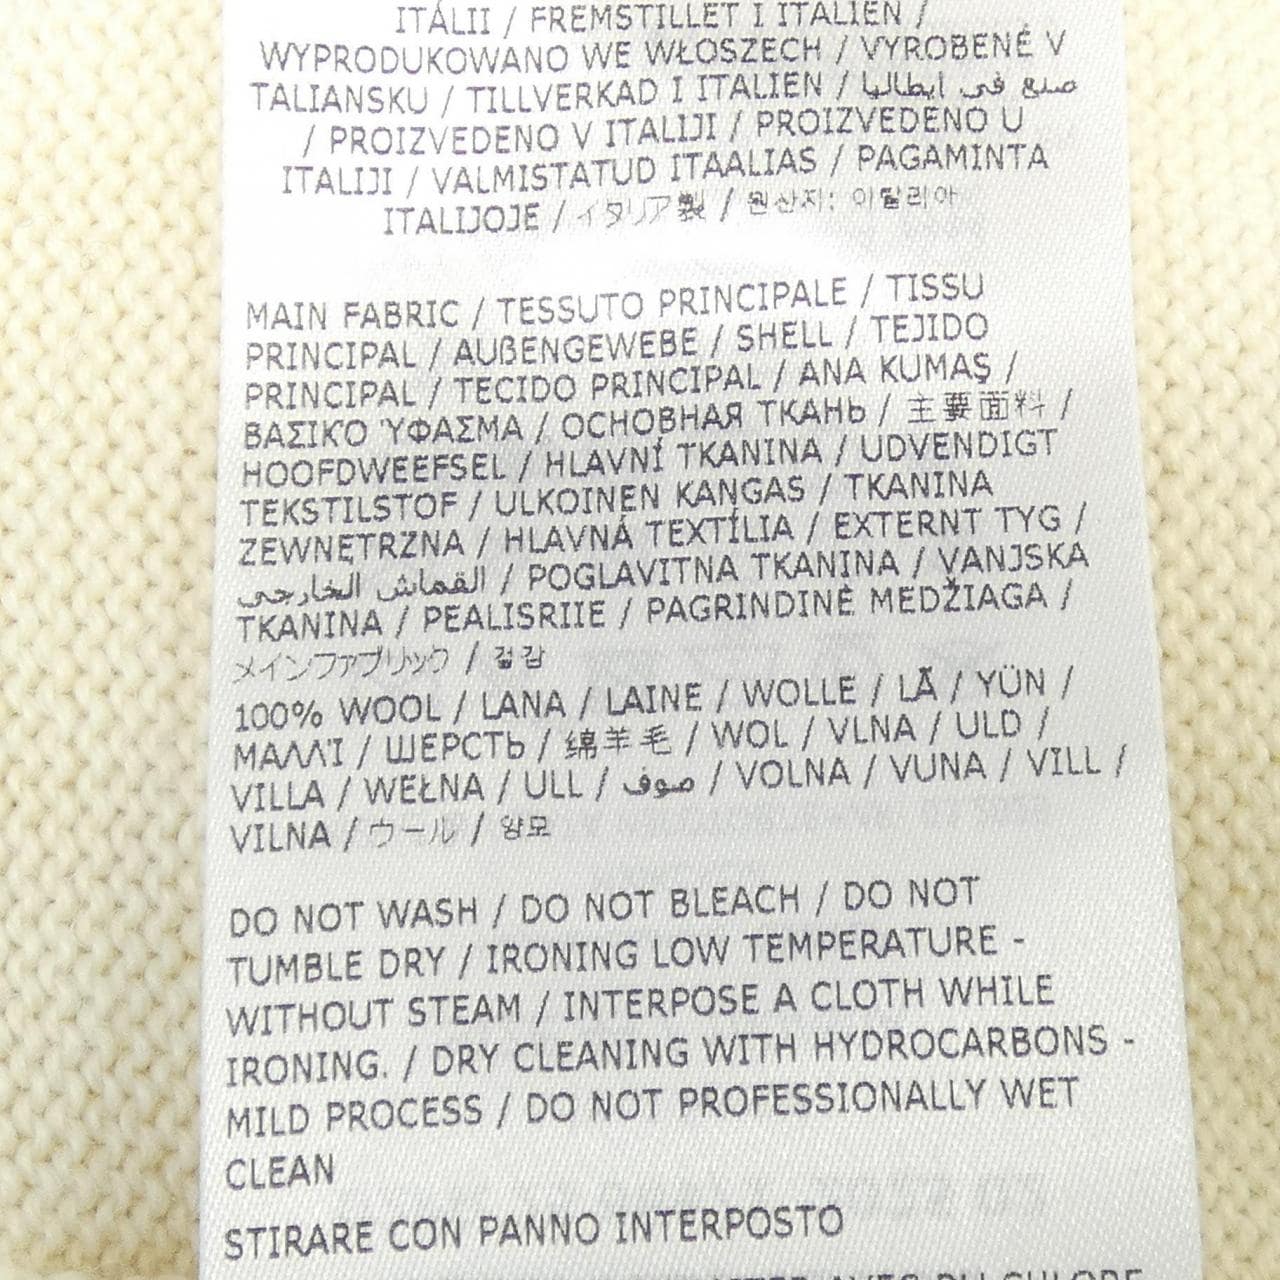 ITÁLII / FREMSTILLET I ITALIEN /
WYPRODUKOWANO WE WŁOSZECH / VYROBENÉ V
TALIANSKU / TILLVERKAD I ITALIEN / صنع في ايطاليا
/ PROIZVEDENO V ITALIJI / PROIZVEDENO U
ITALIJI / VALMISTATUD ITAALIAS / PAGAMINTA
ITALIJOJE / イタリア製 / 원산지: 이탈리아
MAIN FABRIC / TESSUTO PRINCIPALE / TISSU
PRINCIPAL / AUßENGEWEBE / SHELL / TEJIDO
PRINCIPAL / TECIDO PRINCIPAL / ANA KUMAŞ /
ΒΑΣΙΚΌ ΎΦΑΣΜΑ / ОСНОВНАЯ ТКАНЬ / 主要面料 /
HOOFDWEEFSEL / HLAVNÍ TKANINA / UDVENDIGT
TEKSTILSTOF / ULKOINEN KANGAS / TKANINA
ZEWNĘTRZNA / HLAVNÁ TEXTÍLIA / EXTERNT TYG /
القماش الخارجي / POGLAVITNA TKANINA / VANJSKA
TKANINA / PEALISRIIE / PAGRINDINĖ MEDŽIAGA /
メインファブリック / 겉감
100% WOOL / LANA / LAINE / WOLLE / LÃ / YÜN /
ΜΑΛΛΊ / ШЕРСТЬ / 绵羊毛 / WOL / VLNA / ULD /
VILLA / WEŁNA / ULL / صوف / VOLNA / VUNA / VILL /
VILNA / ウール / 양모
DO NOT WASH / DO NOT BLEACH / DO NOT
TUMBLE DRY / IRONING LOW TEMPERATURE -
WITHOUT STEAM / INTERPOSE A CLOTH WHILE
IRONING. / DRY CLEANING WITH HYDROCARBONS -
MILD PROCESS / DO NOT PROFESSIONALLY WET
CLEAN
STIRARE CON PANNO INTERPOSTO